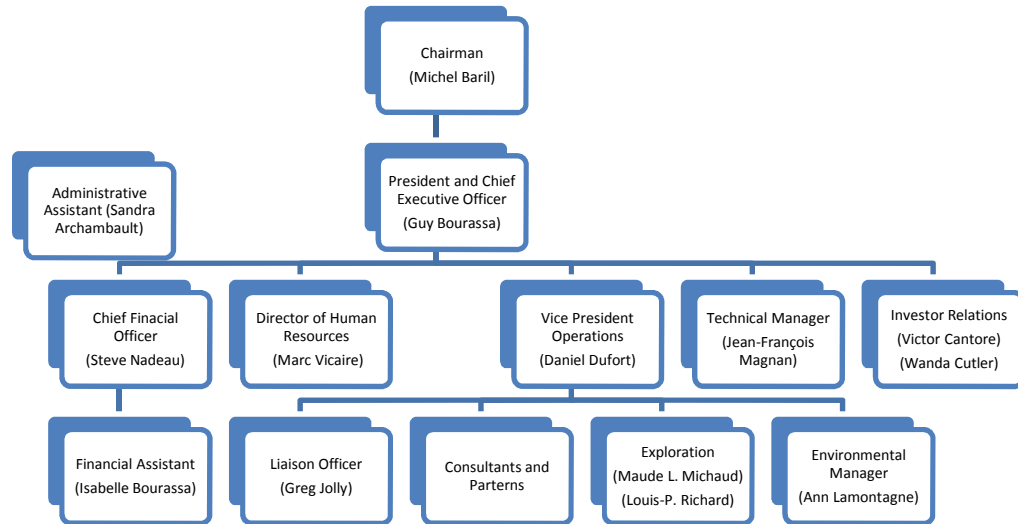 Chairman
(Michel Baril)
President and Chief
Executive Officer
(Guy Bourassa)
Administrative
Assistant (Sandra
Archambault)
Chief Finacial
Officer
(Steve Nadeau)
Director of Human
Resources
(Marc Vicaire)
Vice President
Operations
(Daniel Dufort)
Technical Manager
(Jean-François
Magnan)
Investor Relations
(Victor Cantore)
(Wanda Cutler)
Financial Assistant
(Isabelle Bourassa)
Liaison Officer
(Greg Jolly)
Consultants and
Parterns
Exploration
(Maude L. Michaud)
(Louis-P. Richard)
Environmental
Manager
(Ann Lamontagne)